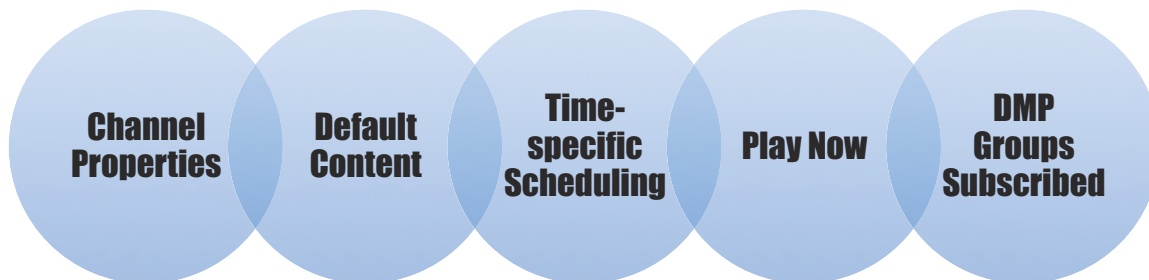 Channel
Properties
Default
Content
Time-
specific
Scheduling
Play Now
DMP
Groups
Subscribed